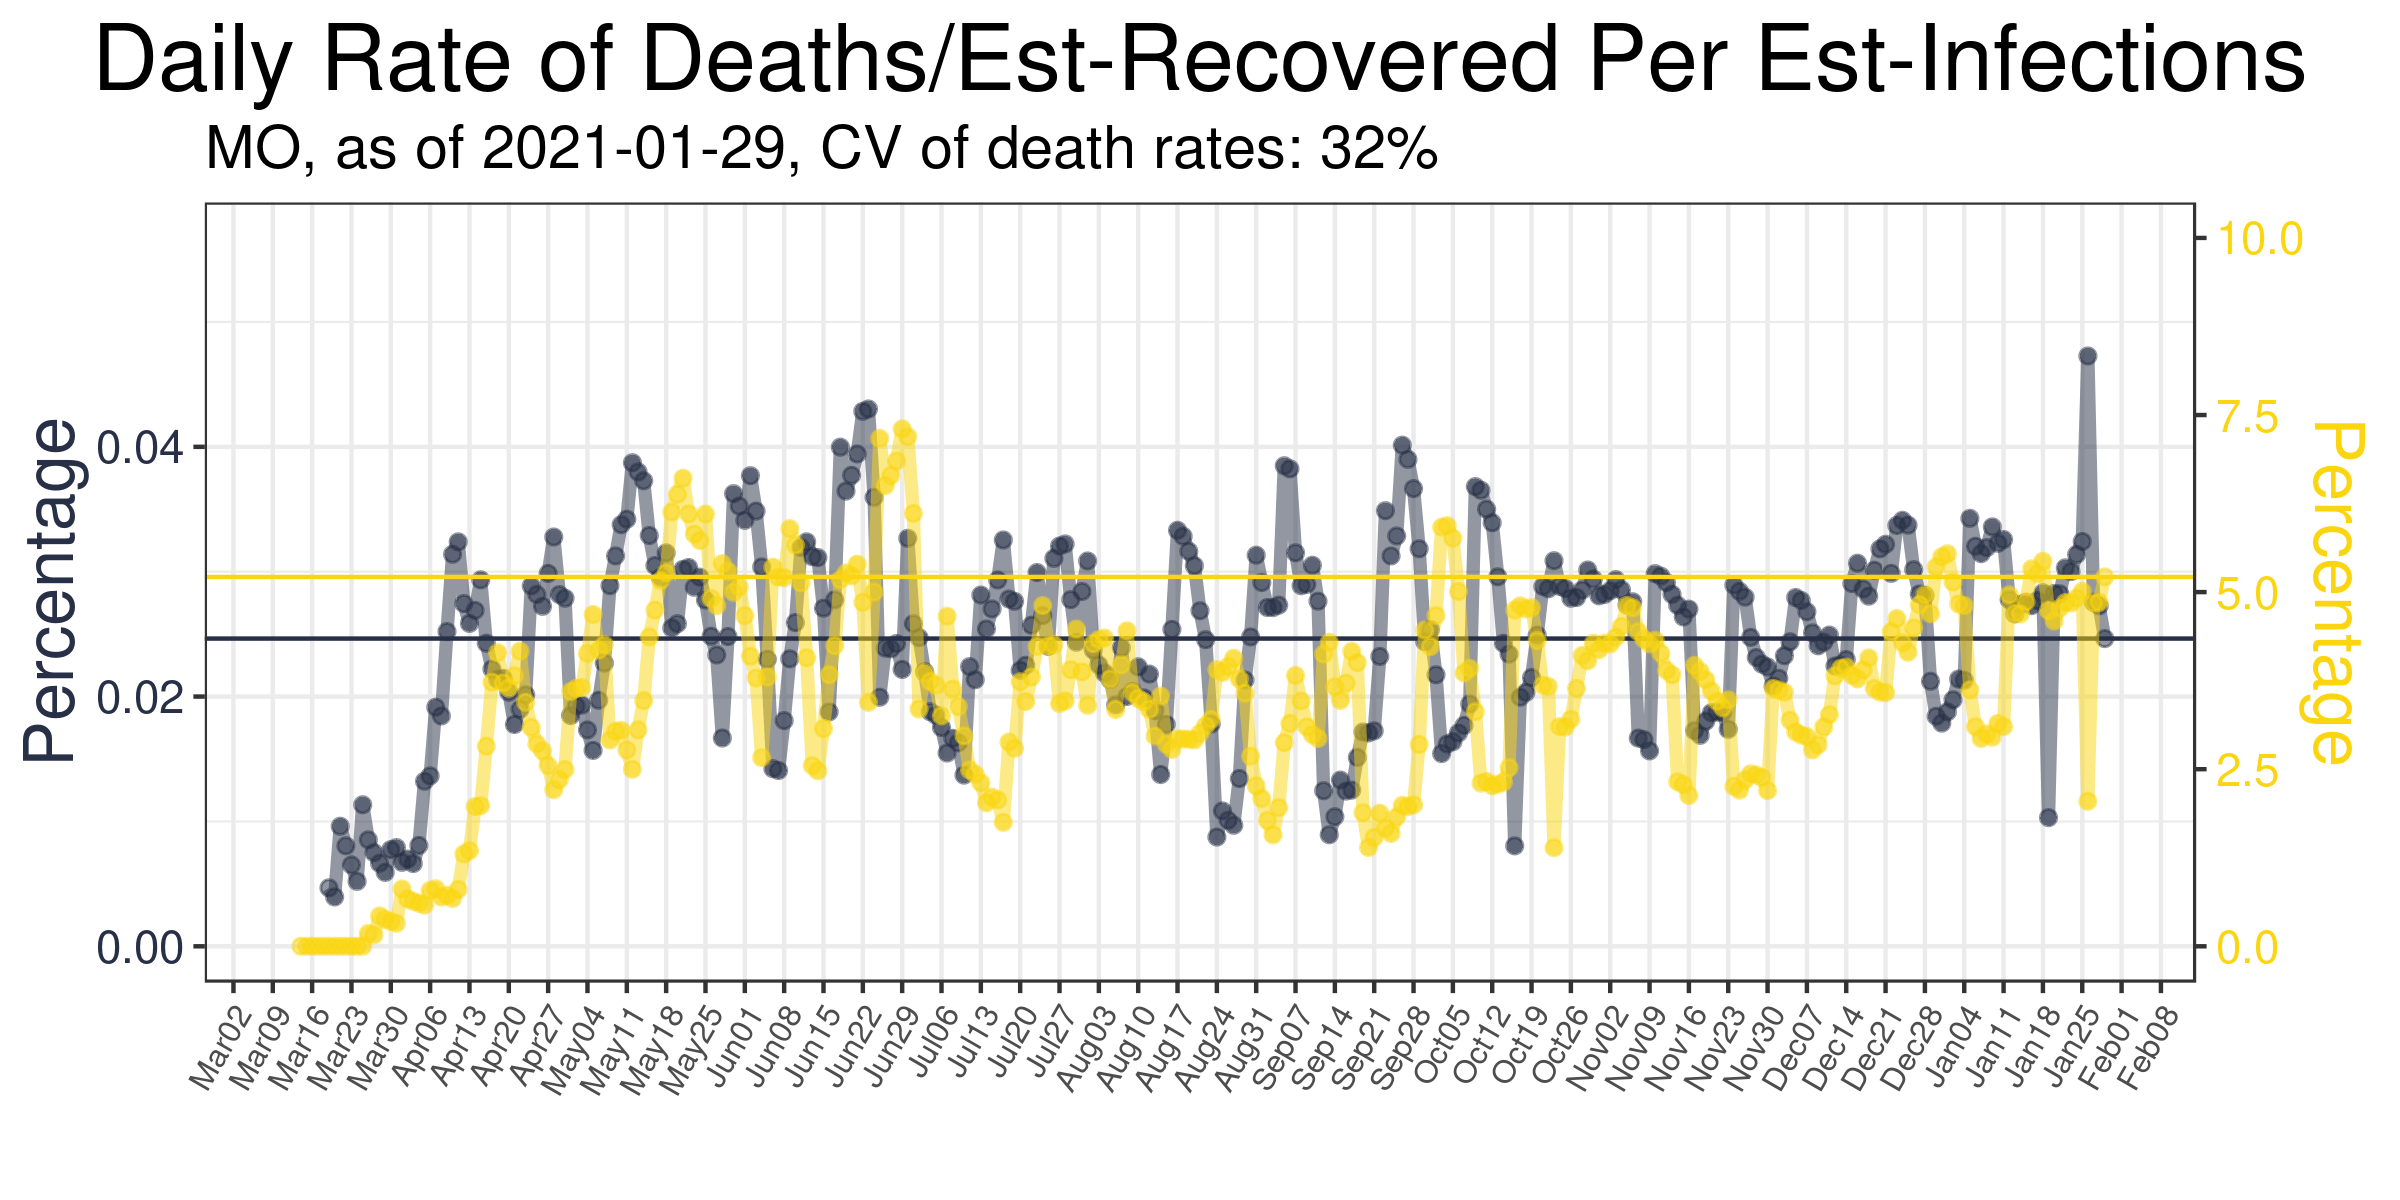 Daily Rate of Deaths/Est-Recovered Per Est-Infections
MO, as of 2021-01-29, CV of death rates: 32%
Percentage
0.04
0.02
0.00
10.0
7.5
5.0
2.5
0.0
Percentage
Mar02
Mar09
Mar16
Mar23
Mar30
Apr06
Apr13
Apr20
Apr27
May04
May11
May18
May25
Jun01
Jun08
Jun15
Jun22
Jun29
Jul06
Jul13
Jul20
Jul27
Aug03
Aug10
Aug17
Aug24
Aug31
Sep07
Sep14
Sep21
Sep28
Oct05
Oct12
Oct19
Oct26
Nov02
Nov09
Nov16
Nov23
Nov30
Dec07
Dec14
Dec21
Dec28
Jan04
Jan11
Jan18
Jan25
Feb01
Feb08